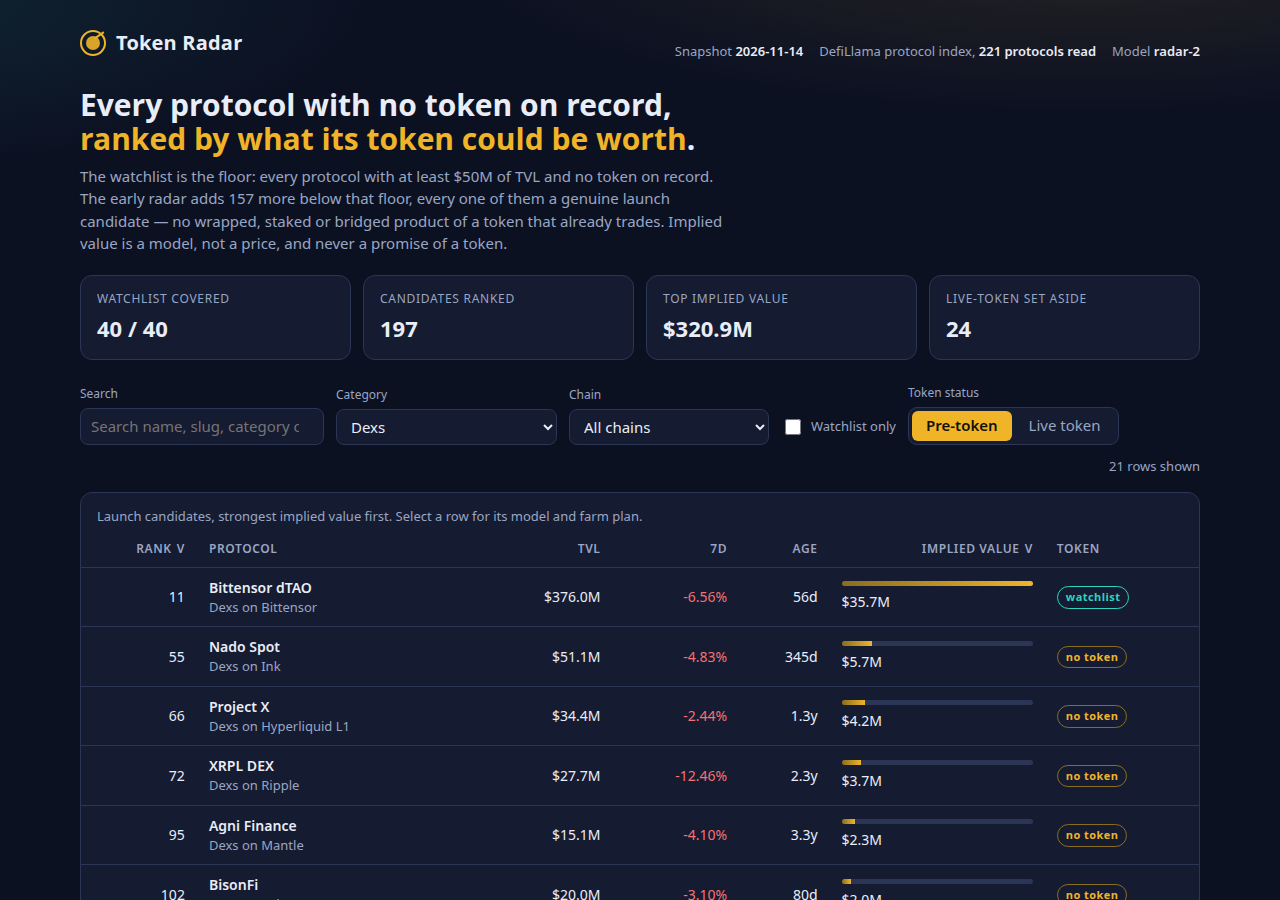 Token Radar
Snapshot 2026-11-14 DefiLlama protocol index, 221 protocols read Model radar-2
Every protocol with no token on record,
ranked by what its token could be worth.
The watchlist is the floor: every protocol with at least $50M of TVL and no token on record.
The early radar adds 157 more below that floor, every one of them a genuine launch
candidate — no wrapped, staked or bridged product of a token that already trades. Implied
value is a model, not a price, and never a promise of a token.
WATCHLIST COVERED
40 / 40
CANDIDATES RANKED
197
TOP IMPLIED VALUE
$320.9M
LIVE-TOKEN SET ASIDE
24
Search
Search name, slug, category c
Category
Dexs
Chain
All chains
Watchlist only
Token status
Pre-token Live token
21 rows shown
Launch candidates, strongest implied value first. Select a row for its model and farm plan.
RANK V PROTOCOL TVL 7D AGE IMPLIED VALUE V TOKEN
11 Bittensor dTAO $376.0M -6.56% 56d $35.7M watchlist
Dexs on Bittensor
55 Nado Spot $51.1M -4.83% 345d $5.7M no token
Dexs on Ink
66 Project X $34.4M -2.44% 1.3y $4.2M no token
Dexs on Hyperliquid L1
72 XRPL DEX $27.7M -12.46% 2.3y $3.7M no token
Dexs on Ripple
95 Agni Finance $15.1M -4.10% 3.3y $2.3M no token
Dexs on Mantle
102 BisonFi $20.0M -3.10% 80d no token